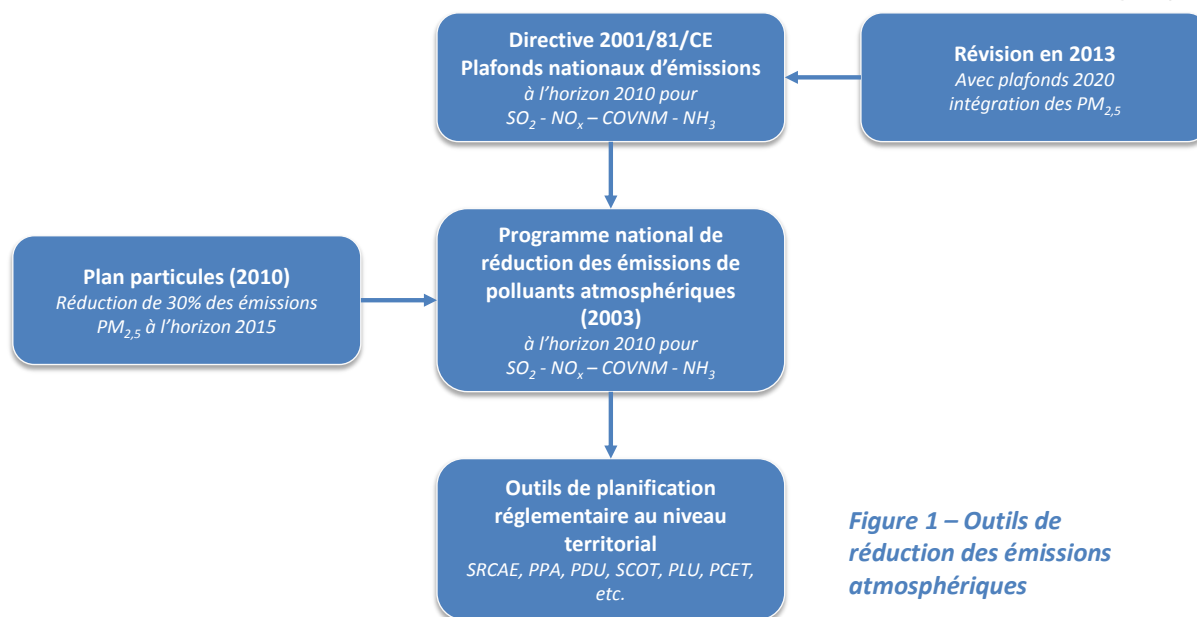 Directive 2001/81/CE
Plafonds nationaux d’émissions
à l’horizon 2010 pour
SO2 - NOx – COVNM - NH3
Révision en 2013
Avec plafonds 2020
intégration des PM2,5
Programme national de
réduction des émissions de
polluants atmosphériques
(2003)
à l’horizon 2010 pour
SO2 - NOx – COVNM - NH3
Plan particules (2010)
Réduction de 30% des émissions
PM2,5 à l’horizon 2015
Outils de planification
réglementaire au niveau
territorial
SRCAE, PPA, PDU, SCOT, PLU, PCET,
etc.
Figure 1 – Outils de
réduction des émissions
atmosphériques